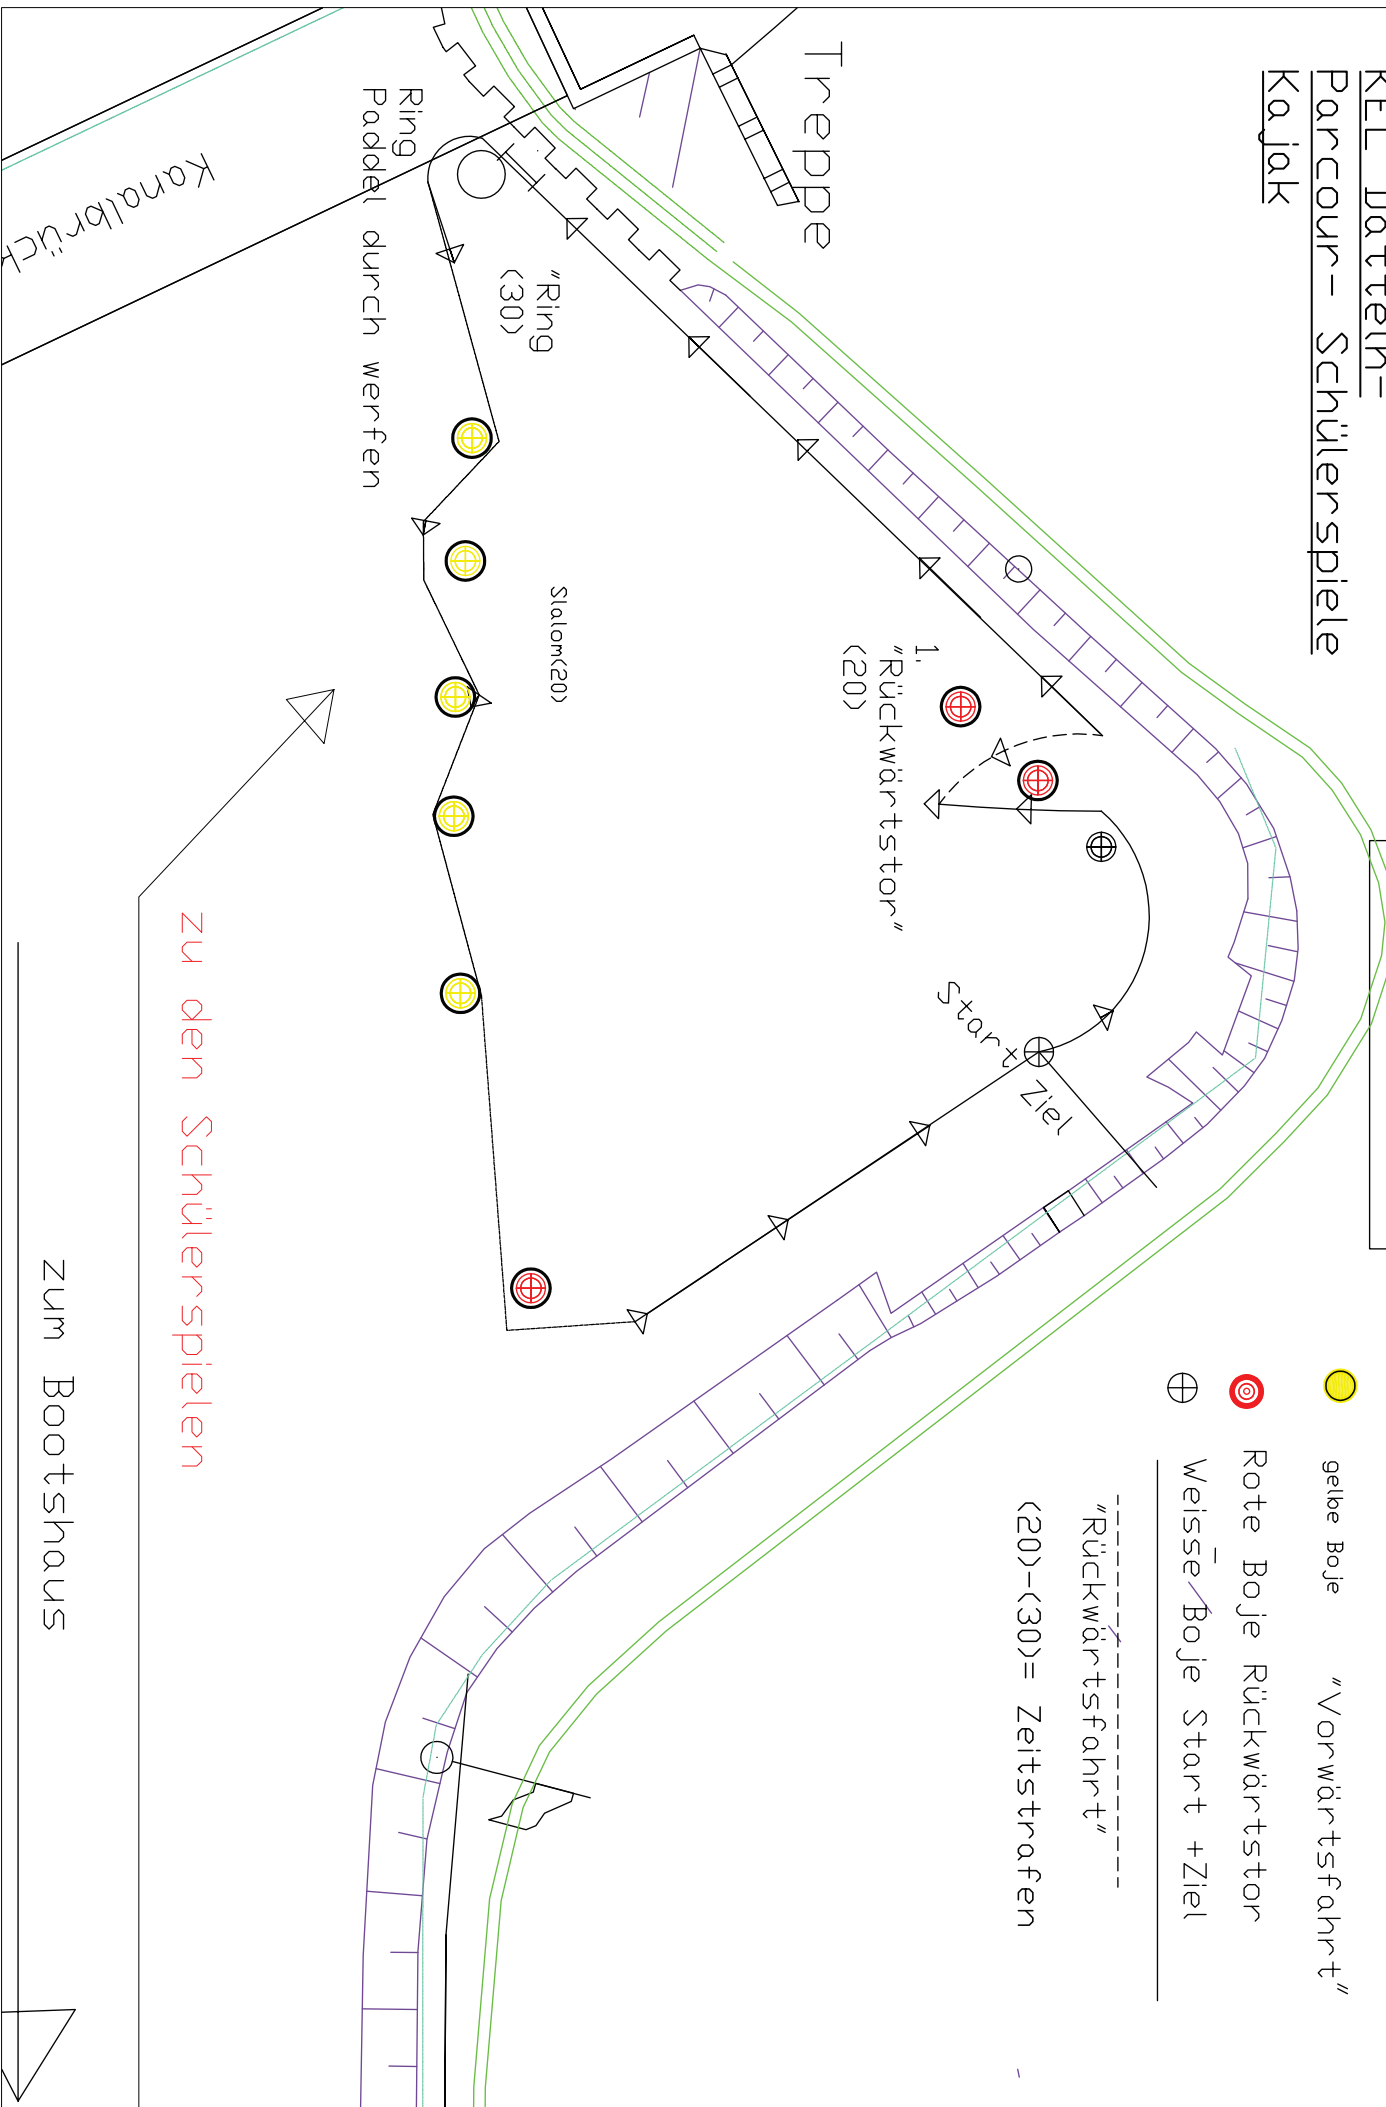 KEL Datteln-
Parcour- Schülerspiele
Kajak
Treppe
Ring
Paddel durch werfen
Kanalbrück
"Ring
(30)
Slalom(20)
1.
"Rückwärtstor"
(20)
Start
Ziel
zu den Schülerspielen
zum Bootshaus
gelbe Boje "Vorwärtsfahrt"
Rote Boje Rückwärtstor
Weisse Boje Start +Ziel
"Rückwärtsfahrt"
(20)-(30)= Zeitstrafen